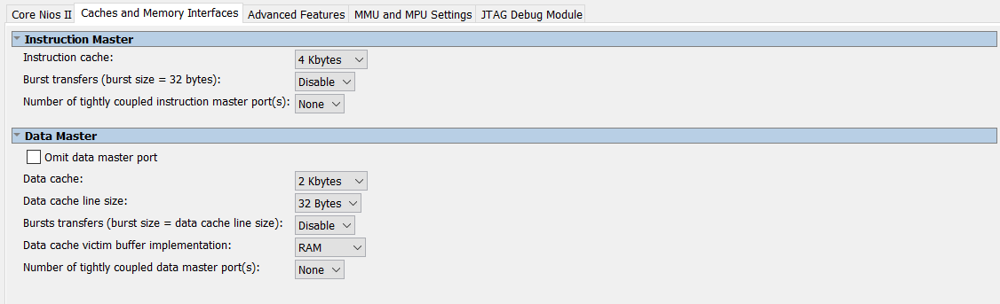 Core Nios II Caches and Memory Interfaces Advanced Features MMU and MPU Settings JTAG Debug Module
Instruction Master
Instruction cache: 4 Kbytes
Burst transfers (burst size = 32 bytes): Disable
Number of tightly coupled instruction master port(s): None
Data Master
Omit data master port
Data cache: 2 Kbytes
Data cache line size: 32 Bytes
Bursts transfers (burst size = data cache line size): Disable
Data cache victim buffer implementation: RAM
Number of tightly coupled data master port(s): None